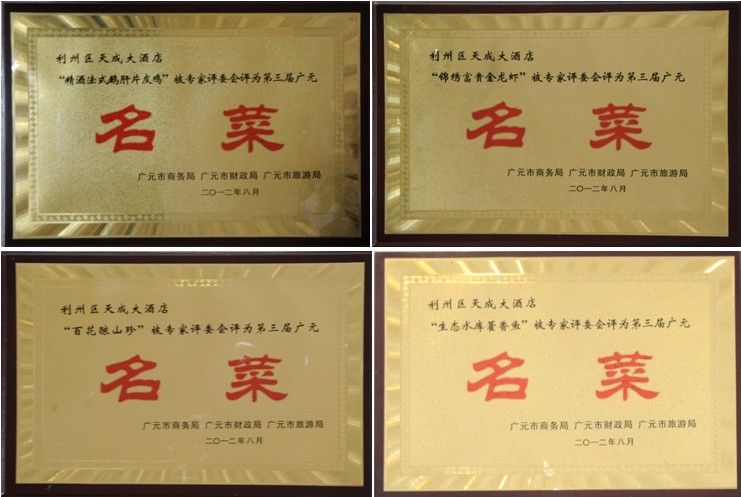 利州区天成大酒店
“精酒法式鹅肝片皮鸡”被专家评委会评为第三届广元
名 菜
广元市商务局 广元市财政局 广元市旅游局
二〇一二年八月
利州区天成大酒店
“锦绣富贵金龙虾”被专家评委会评为第三届广元
名 菜
广元市商务局 广元市财政局 广元市旅游局
二〇一二年八月
利州区天成大酒店
“百花酿山珍”被专家评委会评为第三届广元
名 菜
广元市商务局 广元市财政局 广元市旅游局
二〇一二年八月
利州区天成大酒店
“生态水库藿香鱼”被专家评委会评为第三届广元
名 菜
广元市商务局 广元市财政局 广元市旅游局
二〇一二年八月